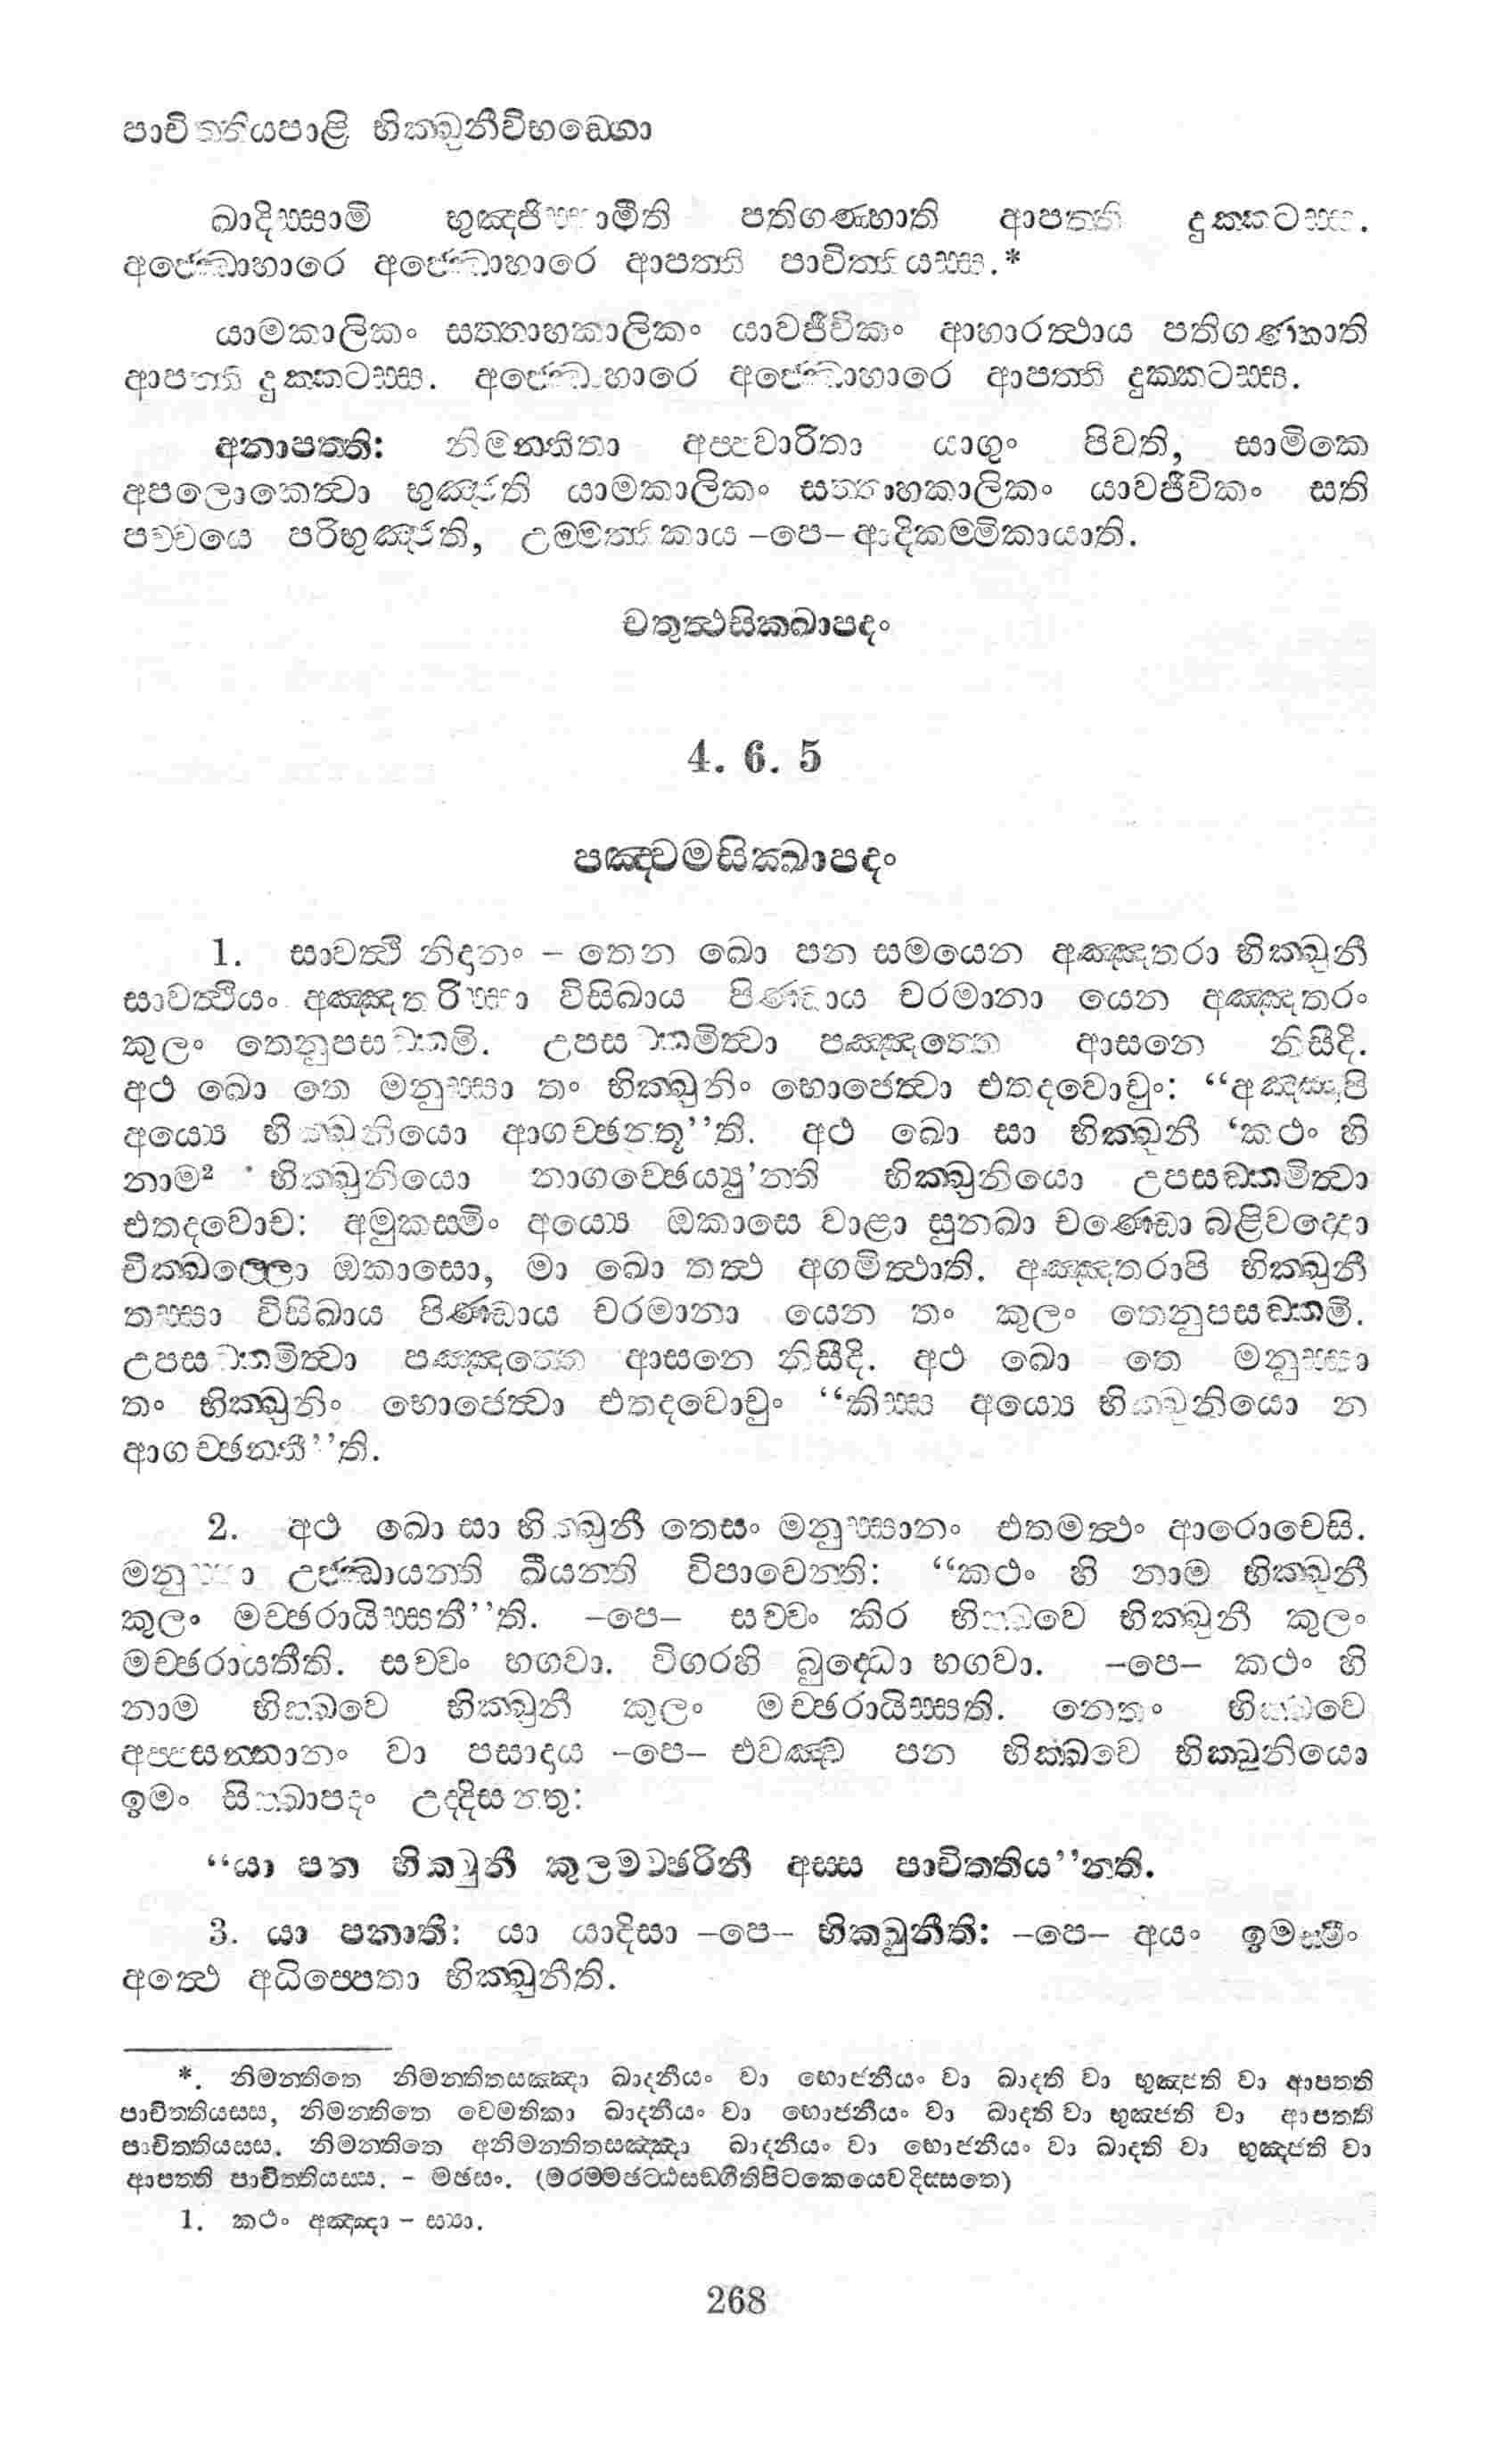 පාචිත්තියපාළි භික්ඛුනීවිභඞ්ගො
ඛාදිස්සාමි භුඤ්ජිස්සාමීති පතිගණ්හාති ආපත්ති දුක්කටස්ස.
අජ්ඣොහාරෙ අජ්ඣොහාරෙ ආපත්ති පාචිත්තියස්ස.*
යාමකාලිකං සත්තාහකාලිකං යාවජීවිකං ආහාරත්ථාය පතිගණ්හාති
ආපත්ති දුක්කටස්ස. අජ්ඣොහාරෙ අජ්ඣොහාරෙ ආපත්ති දුක්කටස්ස.
අනාපත්ති: නිමන්තිතා අප්පවාරිතා යාගුං පිවති, සාමිකෙ
අපලොකෙත්වා භුඤ්ජති යාමකාලිකං සත්තාහකාලිකං යාවජීවිකං සති
පච්චයෙ පරිභුඤ්ජති, උම්මත්තිකාය –පෙ– ආදිකම්මිකායාති.
චතුත්ථසික්ඛාපදං
4. 6. 5
පඤ්චමසික්ඛාපදං
1. සාවත්ථි නිදානං – තෙන ඛො පන සමයෙන අඤ්ඤතරා භික්ඛුනී
සාවත්ථියං අඤ්ඤතරිස්සා විසිඛාය පිණ්ඩාය චරමානා යෙන අඤ්ඤතරං
කුලං තෙනුපසඞ්කමි. උපසඞ්කමිත්වා පඤ්ඤත්තෙ ආසනෙ නිසීදි.
අථ ඛො තෙ මනුස්සා තං භික්ඛුනිං භොජෙත්වා එතදවොචුං: “අඤ්ඤාපි
අය්‍යෙ භික්ඛුනියො ආගච්ඡන්තූ’’ති. අථ ඛො සා භික්ඛුනී ‘කථං හි
නාම² භික්ඛුනියො නාගච්ඡෙය්‍යු’න්ති භික්ඛුනියො උපසඞ්කමිත්වා
එතදවොච: අමුකස්මිං අය්‍යෙ ඔකාසෙ වාළා සුනඛා චණ්ඩො බළිවද්දො
චික්ඛල්ලො ඔකාසො, මා ඛො තත්ථ අගමිත්ථාති. අඤ්ඤතරාපි භික්ඛුනී
තස්සා විසිඛාය පිණ්ඩාය චරමානා යෙන තං කුලං තෙනුපසඞ්කමි.
උපසඞ්කමිත්වා පඤ්ඤත්තෙ ආසනෙ නිසීදි. අථ ඛො තෙ මනුස්සා
තං භික්ඛුනිං භොජෙත්වා එතදවොචුං “කිස්ස අය්‍යෙ භික්ඛුනියො න
ආගච්ඡන්තී’’ති.
2. අථ ඛො සා භික්ඛුනී තෙසං මනුස්සානං එතමත්ථං ආරොචෙසි.
මනුස්සා උජ්ඣායන්ති ඛීයන්ති විපාචෙන්ති: “කථං හි නාම භික්ඛුනී
කුලං මච්ඡරායිස්සතී’’ති. –පෙ– සච්චං කිර භික්ඛවෙ භික්ඛුනී කුලං
මච්ඡරායතීති. සච්චං භගවා. විගරහි බුද්ධො භගවා. –පෙ– කථං හි
නාම භික්ඛවෙ භික්ඛුනී කුලං මච්ඡරායිස්සති. නෙතං භික්ඛවෙ
අප්පසන්නානං වා පසාදාය –පෙ– එවඤ්ච පන භික්ඛවෙ භික්ඛුනියො
ඉමං සික්ඛාපදං උද්දිසන්තු:
“යා පන භික්ඛුනී කුලමච්ඡරිනී අස්ස පාචිත්තිය’’න්ති.
3. යා පනාති: යා යාදිසා –පෙ– භික්ඛුනීති: –පෙ– අයං ඉමස්මිං
අත්ථෙ අධිප්පෙතා භික්ඛුනීති.
*. නිමන්තිතෙ නිමන්තිතසඤ්ඤා ඛාදනීයං වා භොජනීයං වා ඛාදති වා භුඤ්ජති වා ආපත්ති
පාචිත්තියස්ස, නිමන්තිතෙ වෙමතිකා ඛාදනීයං වා භොජනීයං වා ඛාදති වා භුඤ්ජති වා ආපත්ති
පාචිත්තියස්ස. නිමන්තිතෙ අනිමන්තිතසඤ්ඤා ඛාදනීයං වා භොජනීයං වා ඛාදති වා භුඤ්ජති වා
ආපත්ති පාචිත්තියස්ස. – මඡසං. (මරම්මඡට්ඨසඞ්ගීතිපිටකෙයෙවදිස්සතෙ)
1. කථං අඤ්ඤා – ස්‍යා.
268